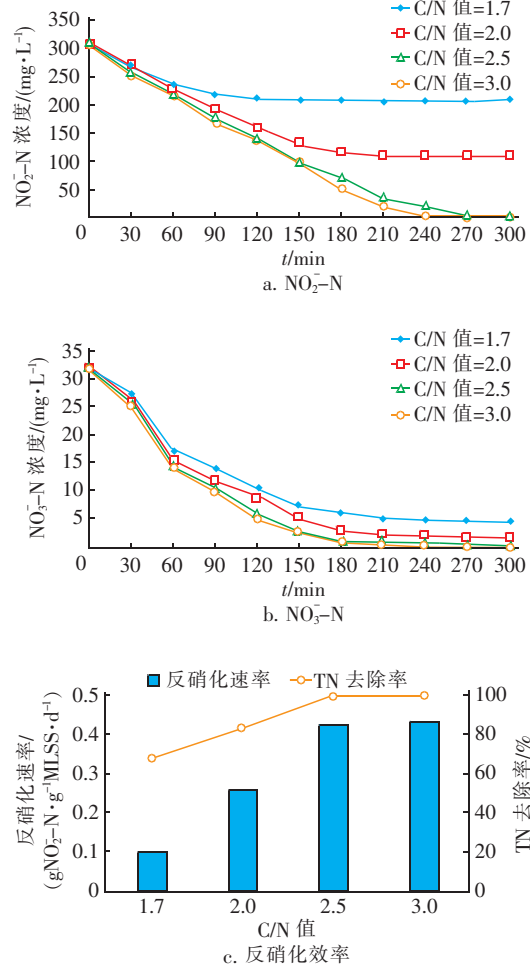 C/N 值=1.7
C/N 值=2.0
C/N 值=2.5
C/N 值=3.0
350
300
250
200
150
100
50
0
NO₂⁻–N 浓度/(mg·L⁻¹)
30 60 90 120 150 180 210 240 270 300
t/min
a. NO₂⁻–N
C/N 值=1.7
C/N 值=2.0
C/N 值=2.5
C/N 值=3.0
35
30
25
20
15
10
5
0
NO₃⁻–N 浓度/(mg·L⁻¹)
30 60 90 120 150 180 210 240 270 300
t/min
b. NO₃⁻–N
反硝化速率 TN 去除率
0.5
0.4
0.3
0.2
0.1
0
反硝化速率/
(gNO₂⁻–N·g⁻¹MLSS·d⁻¹)
100
80
60
40
20
0
TN 去除率/%
1.7 2.0 2.5 3.0
C/N 值
c. 反硝化效率